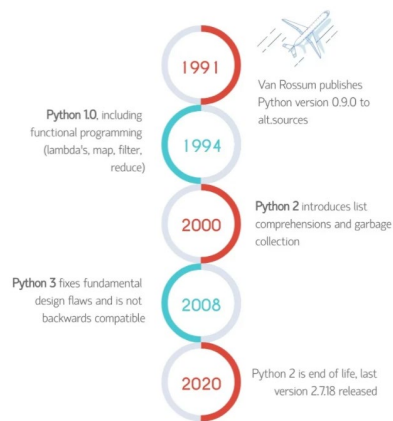 1991
Van Rossum publishes
Python version 0.9.0 to
alt.sources
Python 1.0, including
functional programming
(lambda's, map, filter,
reduce)
1994
2000
Python 2 introduces list
comprehensions and garbage
collection
Python 3 fixes fundamental
design flaws and is not
backwards compatible
2008
2020
Python 2 is end of life, last
version 2.7.18 released